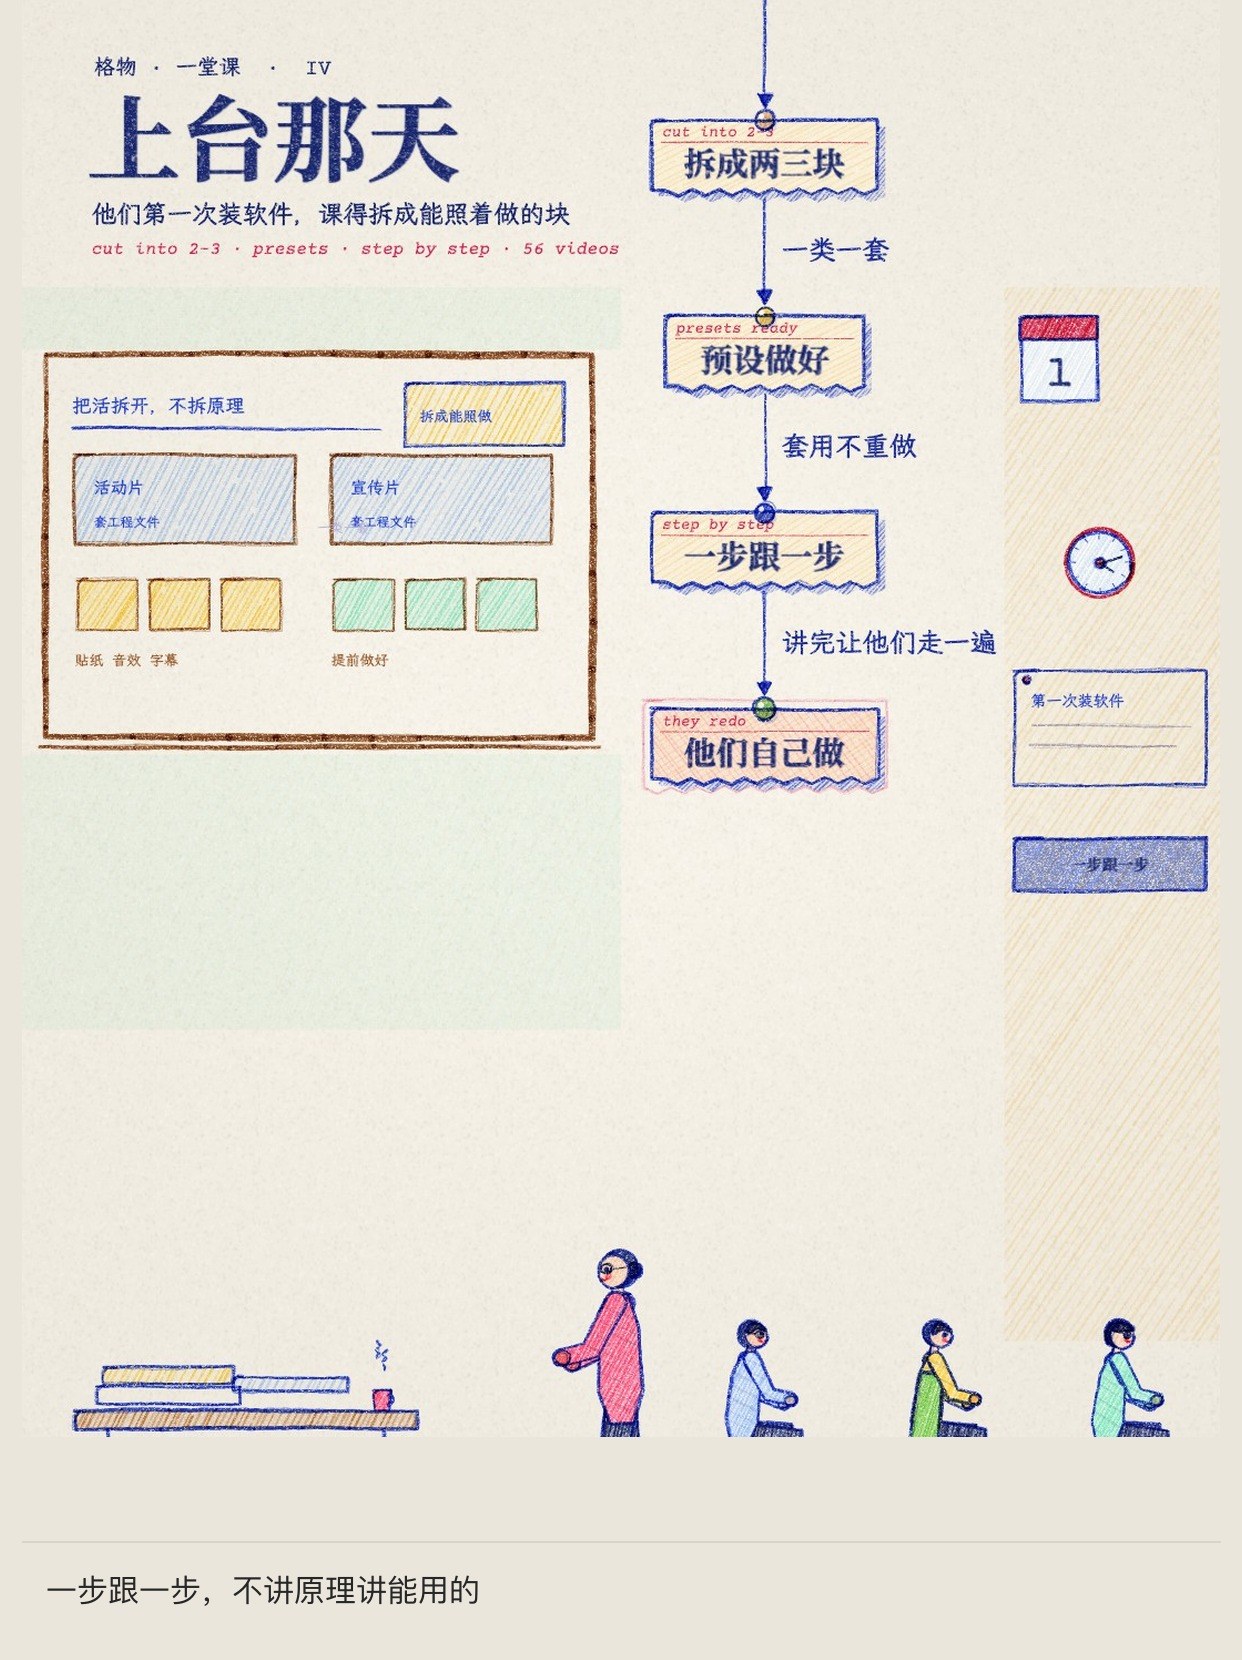 格物 · 一堂课 · IV
上台那天
他们第一次装软件，课得拆成能照着做的块
cut into 2-3 · presets · step by step · 56 videos
把活拆开，不拆原理
拆成能照做
活动片
套工程文件
宣传片
套工程文件
贴纸 音效 字幕
提前做好
cut into 2-3
拆成两三块
一类一套
presets ready
预设做好
套用不重做
step by step
一步跟一步
讲完让他们走一遍
they redo
他们自己做
1
第一次装软件
一步跟一步
一步跟一步，不讲原理讲能用的